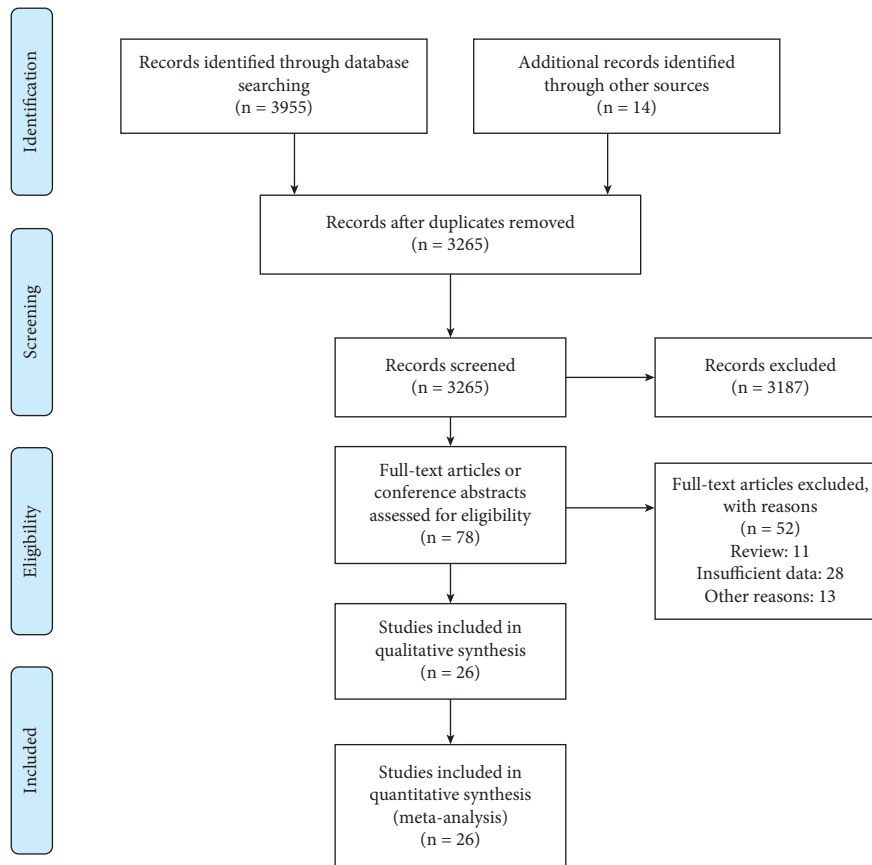 Identification
Records identified through database
searching
(n = 3955)
Additional records identified
through other sources
(n = 14)
Records after duplicates removed
(n = 3265)
Screening
Records screened
(n = 3265)
Records excluded
(n = 3187)
Eligibility
Full-text articles or
conference abstracts
assessed for eligibility
(n = 78)
Full-text articles excluded,
with reasons
(n = 52)
Review: 11
Insufficient data: 28
Other reasons: 13
Studies included in
qualitative synthesis
(n = 26)
Included
Studies included in
quantitative synthesis
(meta-analysis)
(n = 26)